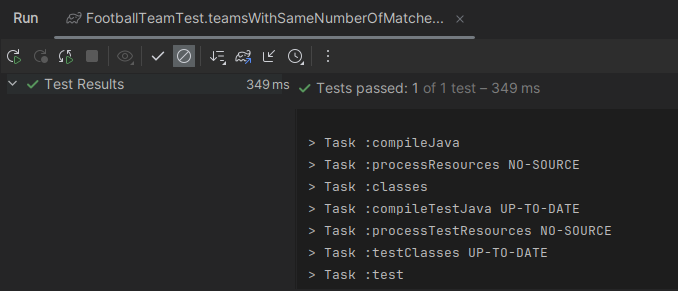 Run FootballTeamTest.teamsWithSameNumberOfMatche...
Test Results 349 ms
Tests passed: 1 of 1 test – 349 ms
> Task :compileJava
> Task :processResources NO-SOURCE
> Task :classes
> Task :compileTestJava UP-TO-DATE
> Task :processTestResources NO-SOURCE
> Task :testClasses UP-TO-DATE
> Task :test